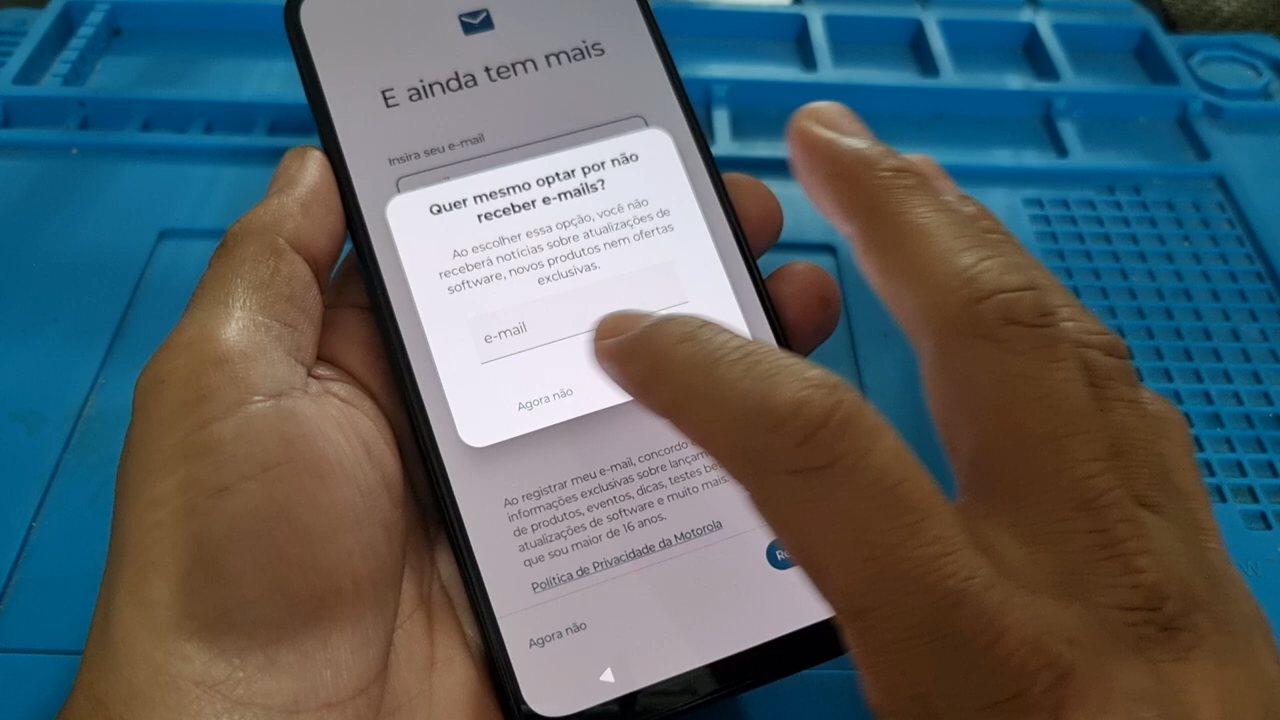 E ainda tem mais
Insira seu e-mail
Quer mesmo optar por não
receber e-mails?
Ao escolher essa opção, você não
receberá notícias sobre atualizações de
software, novos produtos nem ofertas
exclusivas.
e-mail
Agora não
Ao registrar meu e-mail, concordo
informações exclusivas sobre
de produtos, eventos, dicas, testes
atualizações de software e muito mais.
que sou maior de 16 anos.
Política de Privacidade da Motorola
Agora não